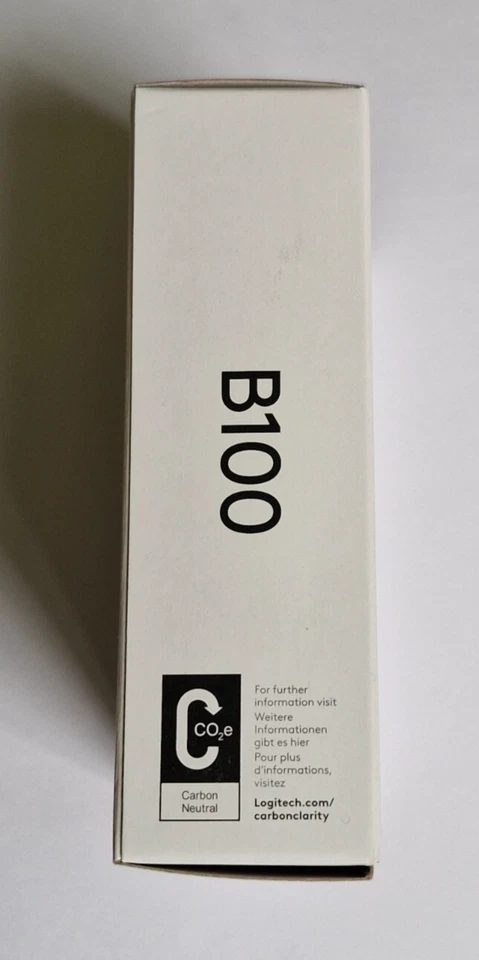 B100
CO₂e
Carbon
Neutral
For further
information visit
Weitere
Informationen
gibt es hier
Pour plus
d'informations,
visitez
Logitech.com/
carbonclarity